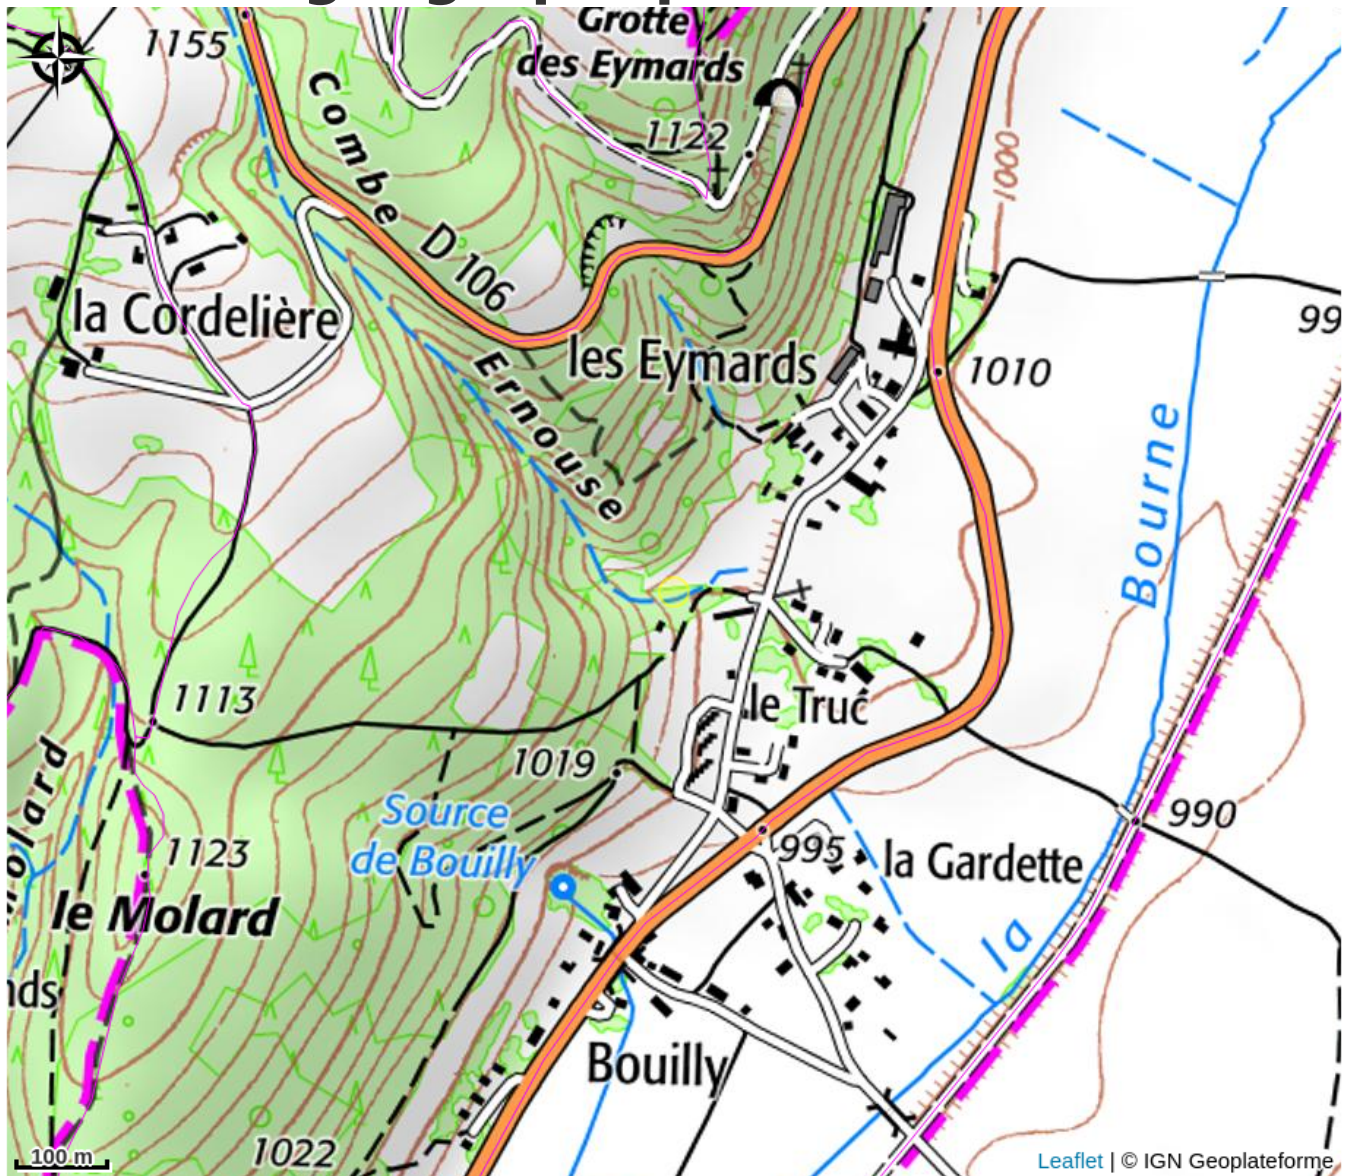 Grotte
des Eymards
1155
1122
Combe
D 106
1000
la Cordelière
les Eymards
1010
99
Ernouse
Bourne
1113
le Truc
1019
Source
de Bouilly
990
995
la Gardette
1123
le Molard
la
nds
Bouilly
1022
100 m
Leaflet | © IGN Geoplateforme